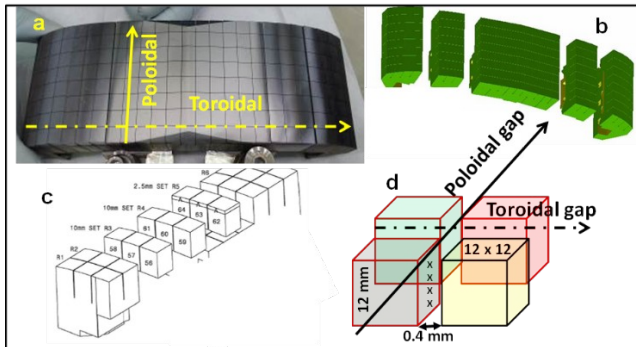 a
Poloidal
Toroidal
b
c
2.5mm SET R5
10mm SET R4
10mm SET R3
R6
R2
R1
64
63
62
61
60
59
58
57
56
d
Poloidal gap
Toroidal gap
12 x 12
12 mm
x
x
x
x
0.4 mm